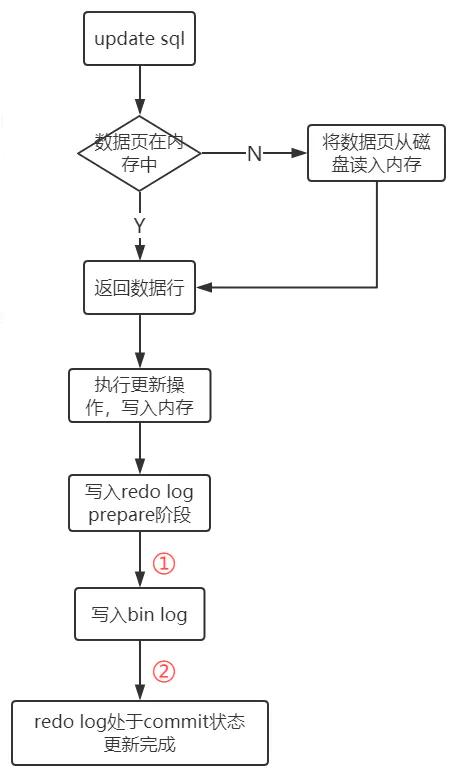 update sql
数据页在内
存中
N
将数据页从磁
盘读入内存
Y
返回数据行
执行更新操
作，写入内存
写入redo log
prepare阶段
①
写入bin log
②
redo log处于commit状态
更新完成